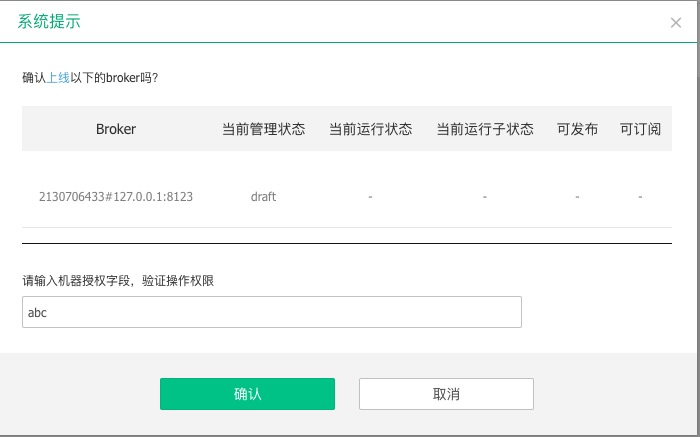 系统提示
确认上线以下的broker吗?
Broker 当前管理状态 当前运行状态 当前运行子状态 可发布 可订阅
2130706433#127.0.0.1:8123 draft - - - -
请输入机器授权字段，验证操作权限
abc
确认 取消